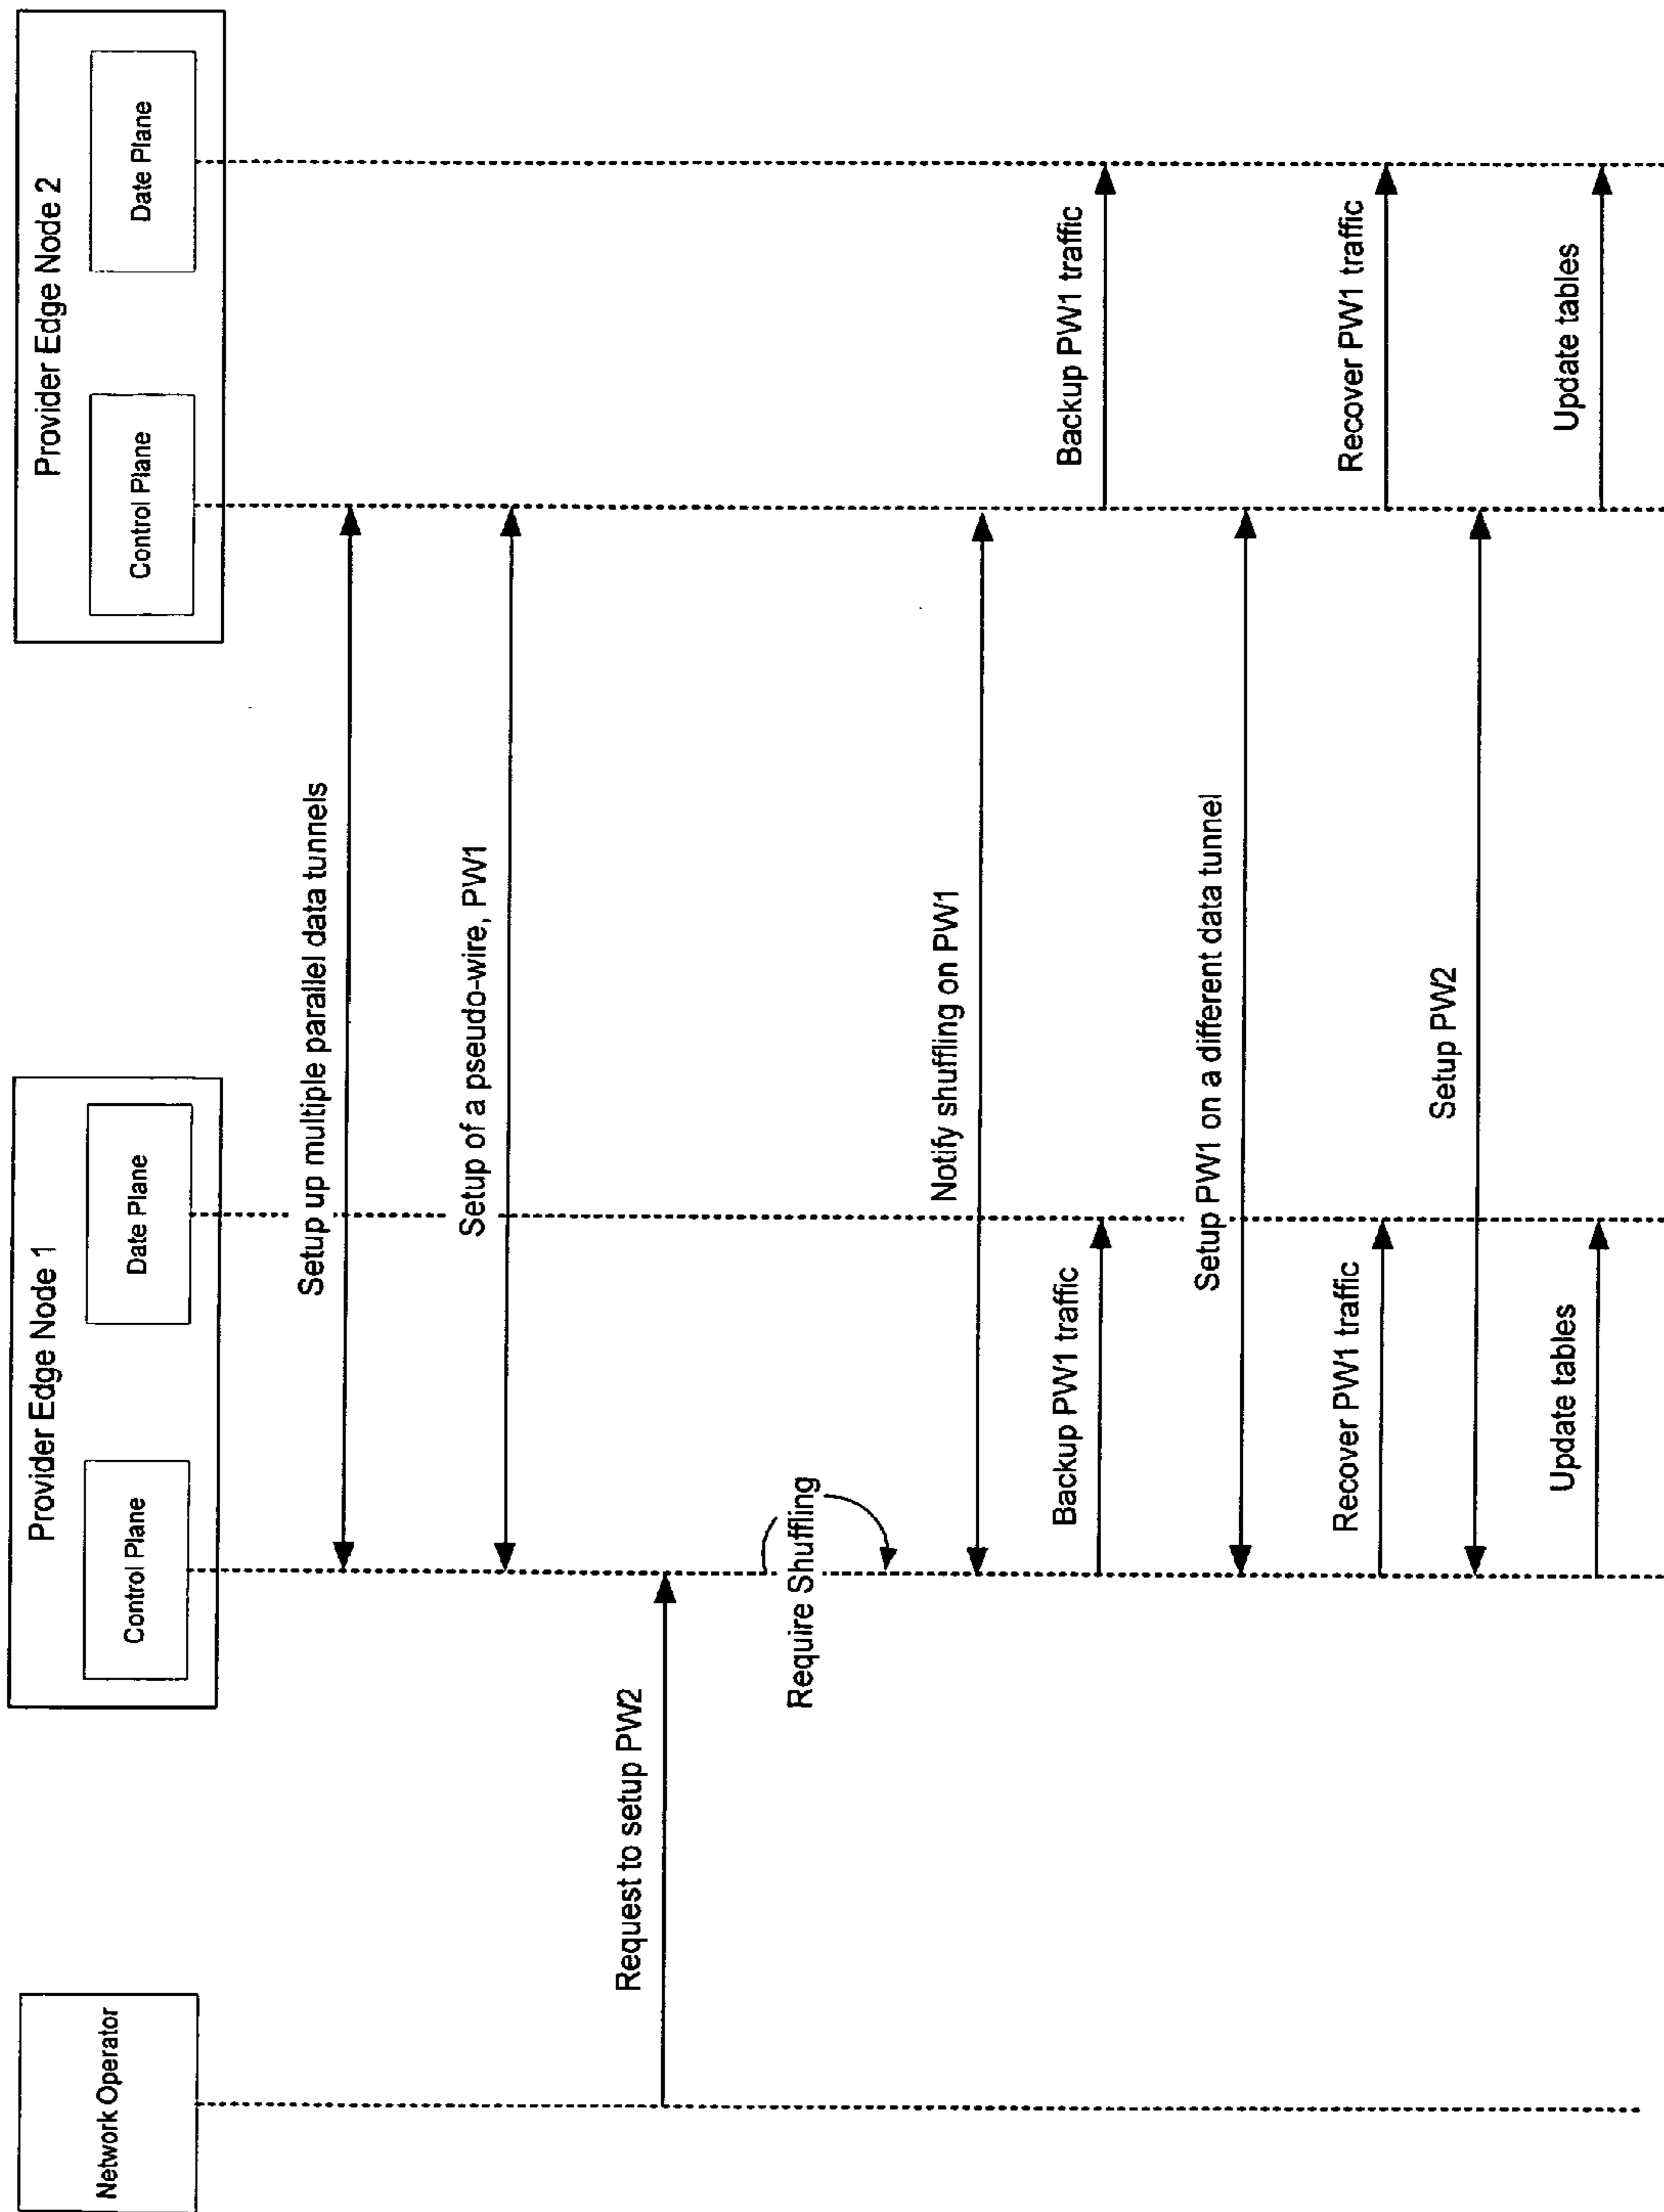 Network Operator
Provider Edge Node 1
Control Plane
Date Plane
Provider Edge Node 2
Control Plane
Date Plane
Setup up multiple parallel data tunnels
Setup of a pseudo-wire, PW1
Request to setup PW2
Require Shuffling
Notify shuffling on PW1
Backup PW1 traffic
Backup PW1 traffic
Setup PW1 on a different data tunnel
Recover PW1 traffic
Recover PW1 traffic
Setup PW2
Update tables
Update tables